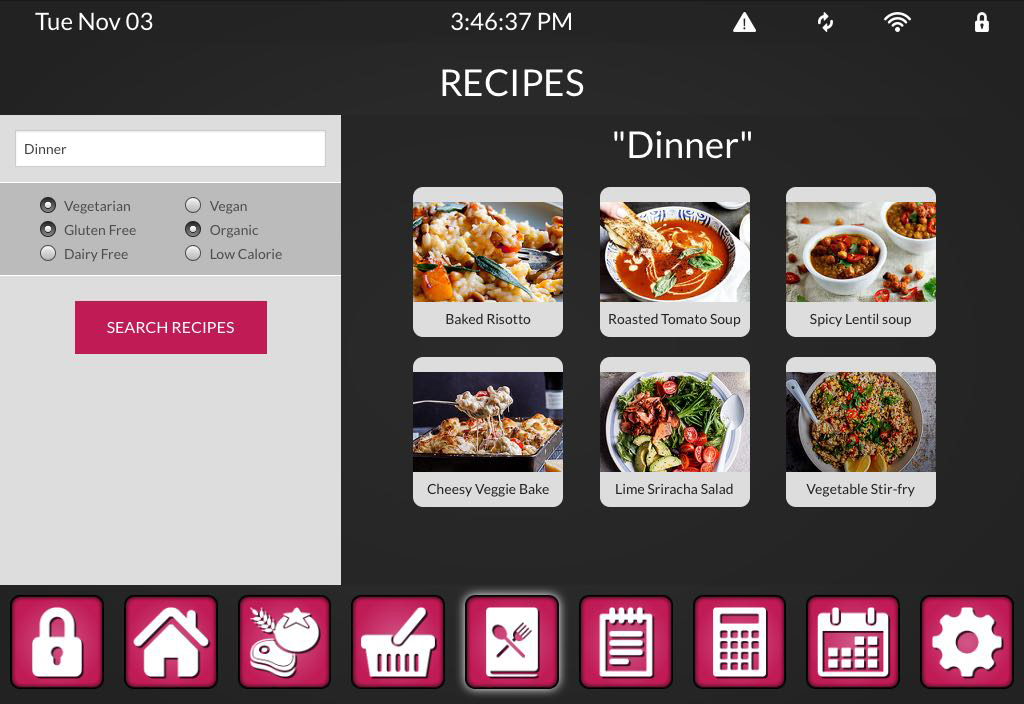 Tue Nov 03
3:46:37 PM
RECIPES
Dinner
Vegetarian
Vegan
Gluten Free
Organic
Dairy Free
Low Calorie
SEARCH RECIPES
"Dinner"
Baked Risotto
Roasted Tomato Soup
Spicy Lentil soup
Cheesy Veggie Bake
Lime Sriracha Salad
Vegetable Stir-fry